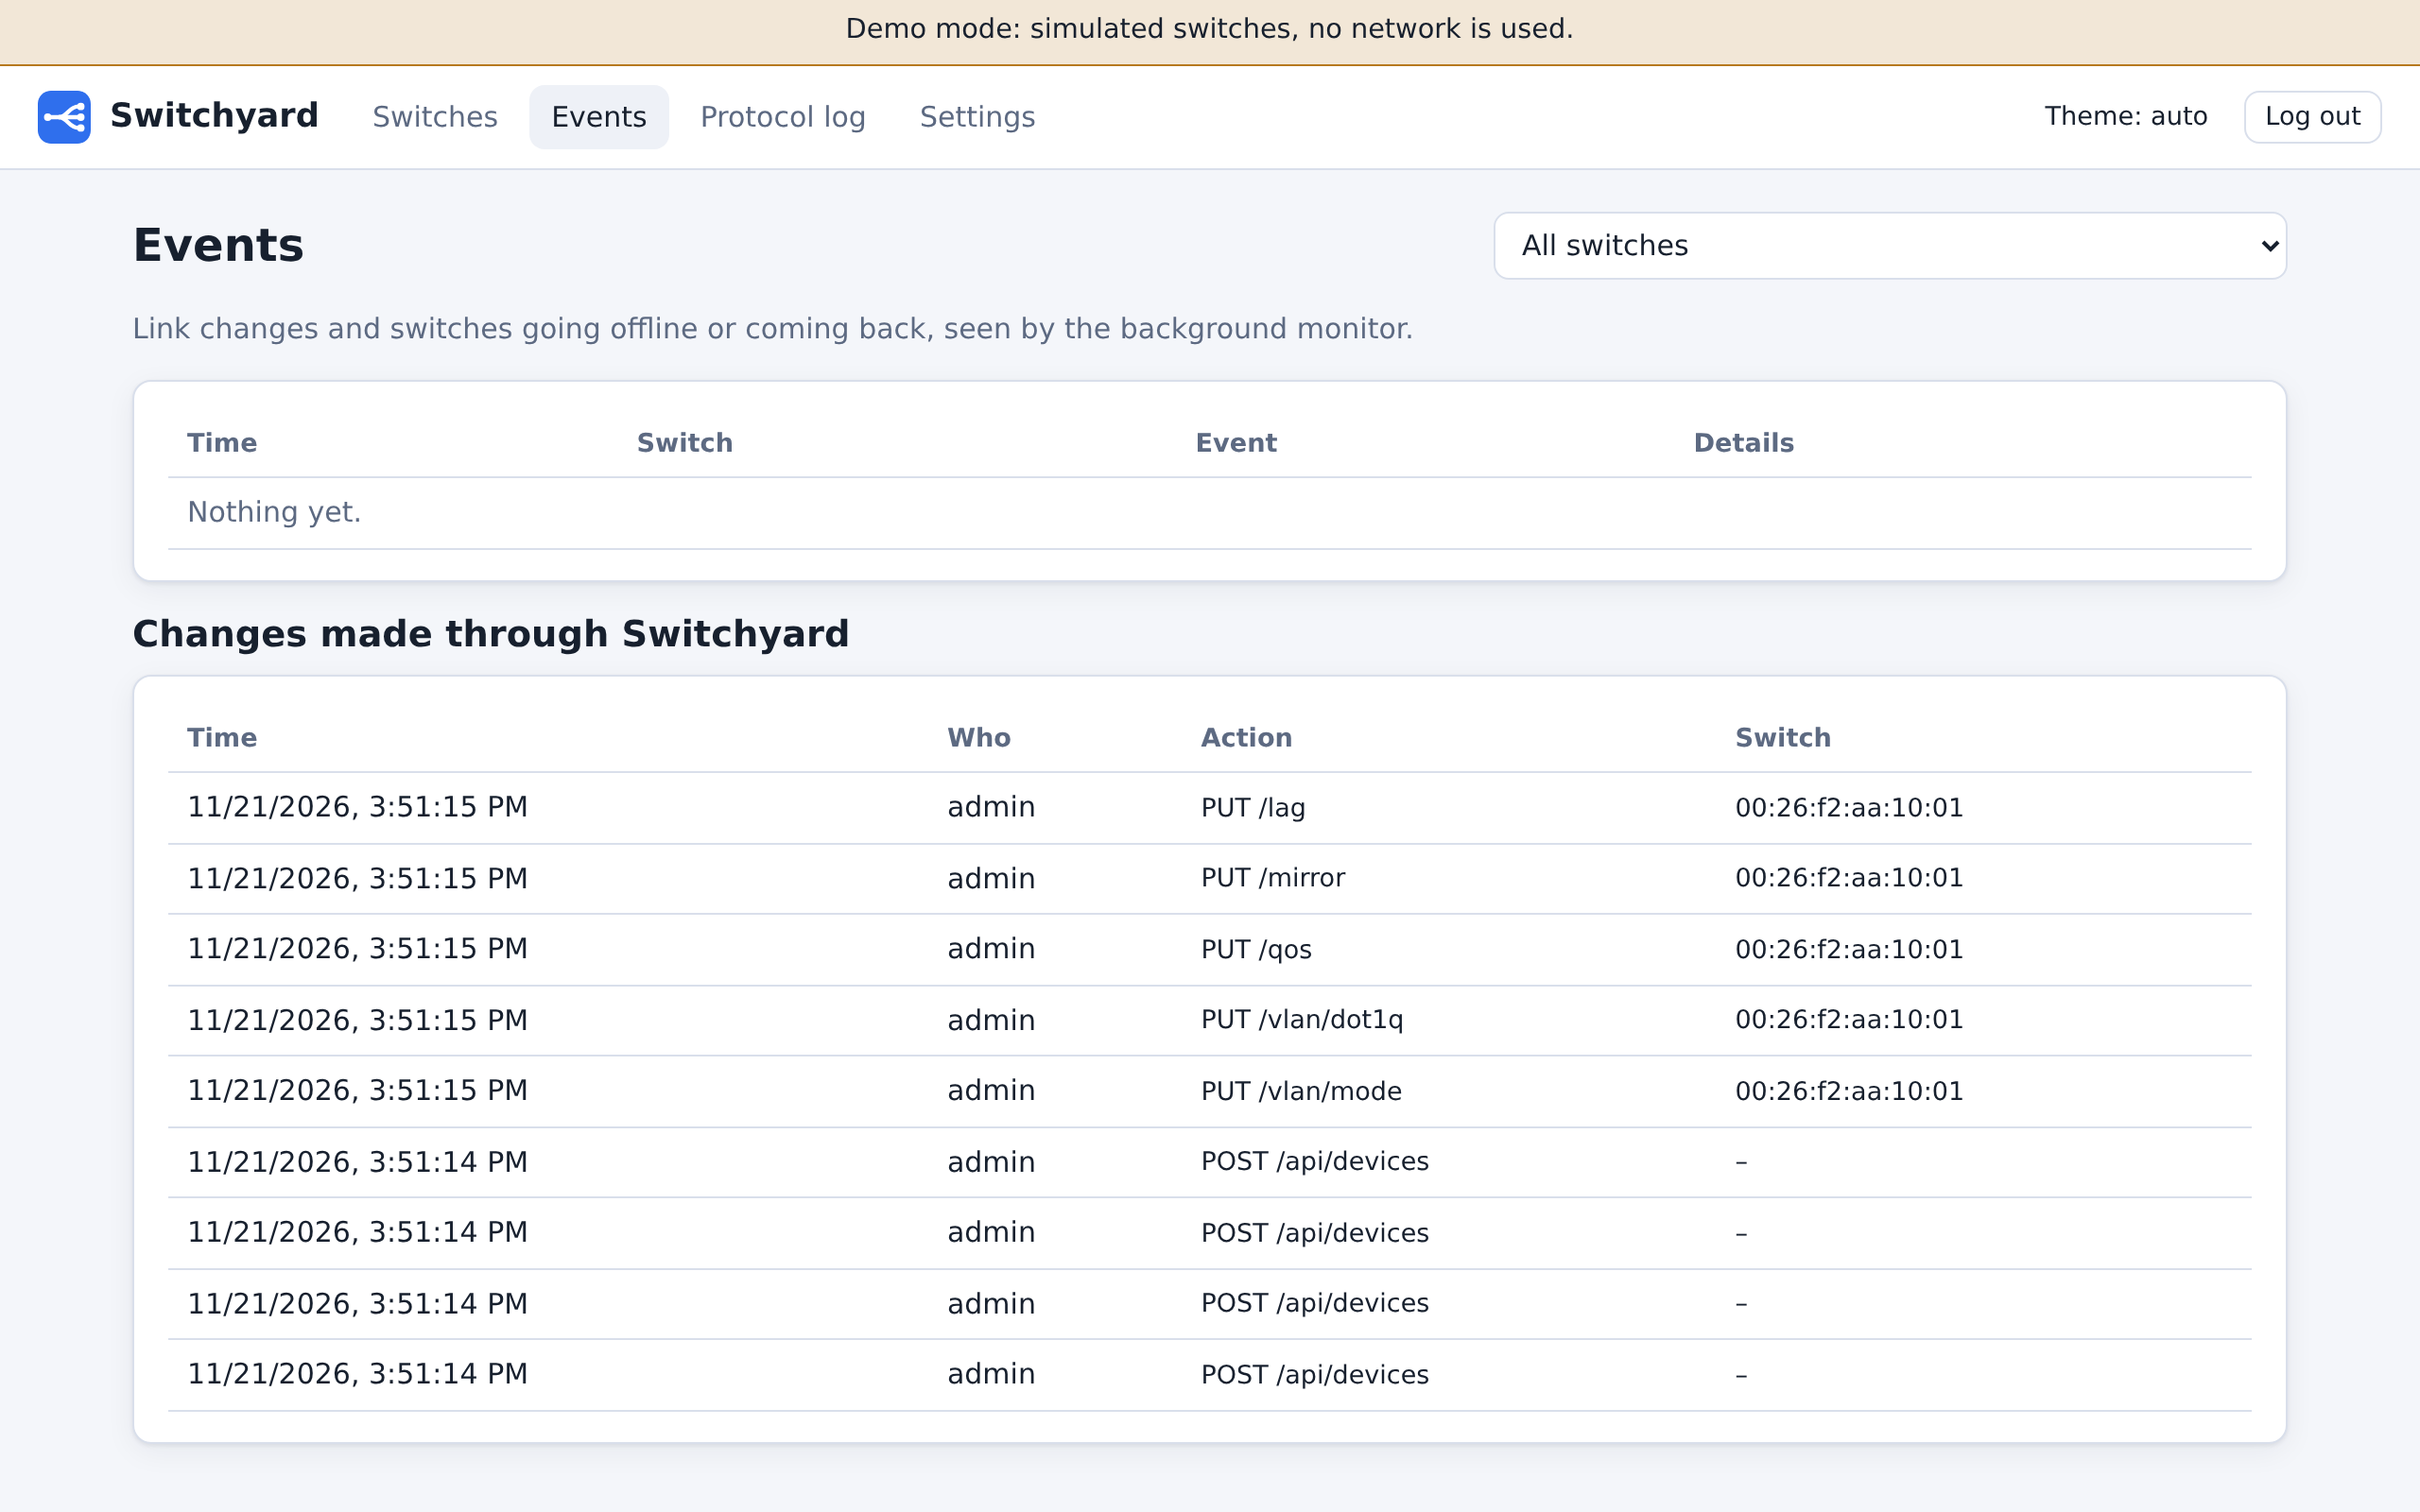 Demo mode: simulated switches, no network is used.
Switchyard Switches Events Protocol log Settings Theme: auto Log out
Events All switches
Link changes and switches going offline or coming back, seen by the background monitor.
Time Switch Event Details
Nothing yet.
Changes made through Switchyard
Time Who Action Switch
11/21/2026, 3:51:15 PM admin PUT /lag 00:26:f2:aa:10:01
11/21/2026, 3:51:15 PM admin PUT /mirror 00:26:f2:aa:10:01
11/21/2026, 3:51:15 PM admin PUT /qos 00:26:f2:aa:10:01
11/21/2026, 3:51:15 PM admin PUT /vlan/dot1q 00:26:f2:aa:10:01
11/21/2026, 3:51:15 PM admin PUT /vlan/mode 00:26:f2:aa:10:01
11/21/2026, 3:51:14 PM admin POST /api/devices –
11/21/2026, 3:51:14 PM admin POST /api/devices –
11/21/2026, 3:51:14 PM admin POST /api/devices –
11/21/2026, 3:51:14 PM admin POST /api/devices –